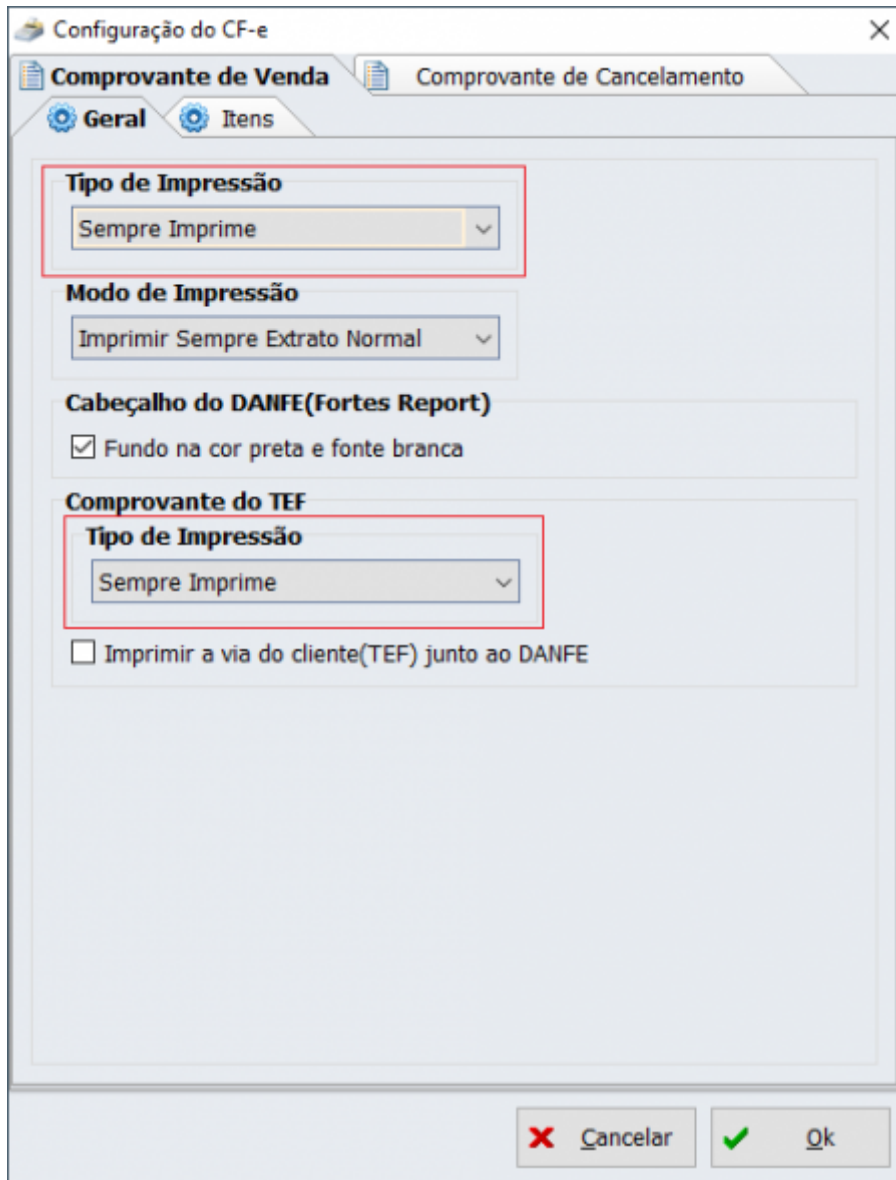 Configuração do CF-e
Comprovante de Venda
Comprovante de Cancelamento
Geral
Itens
Tipo de Impressão
Sempre Imprime
Modo de Impressão
Imprimir Sempre Extrato Normal
Cabeçalho do DANFE(Fortes Report)
Fundo na cor preta e fonte branca
Comprovante do TEF
Tipo de Impressão
Sempre Imprime
Imprimir a via do cliente(TEF) junto ao DANFE
Cancelar
Ok